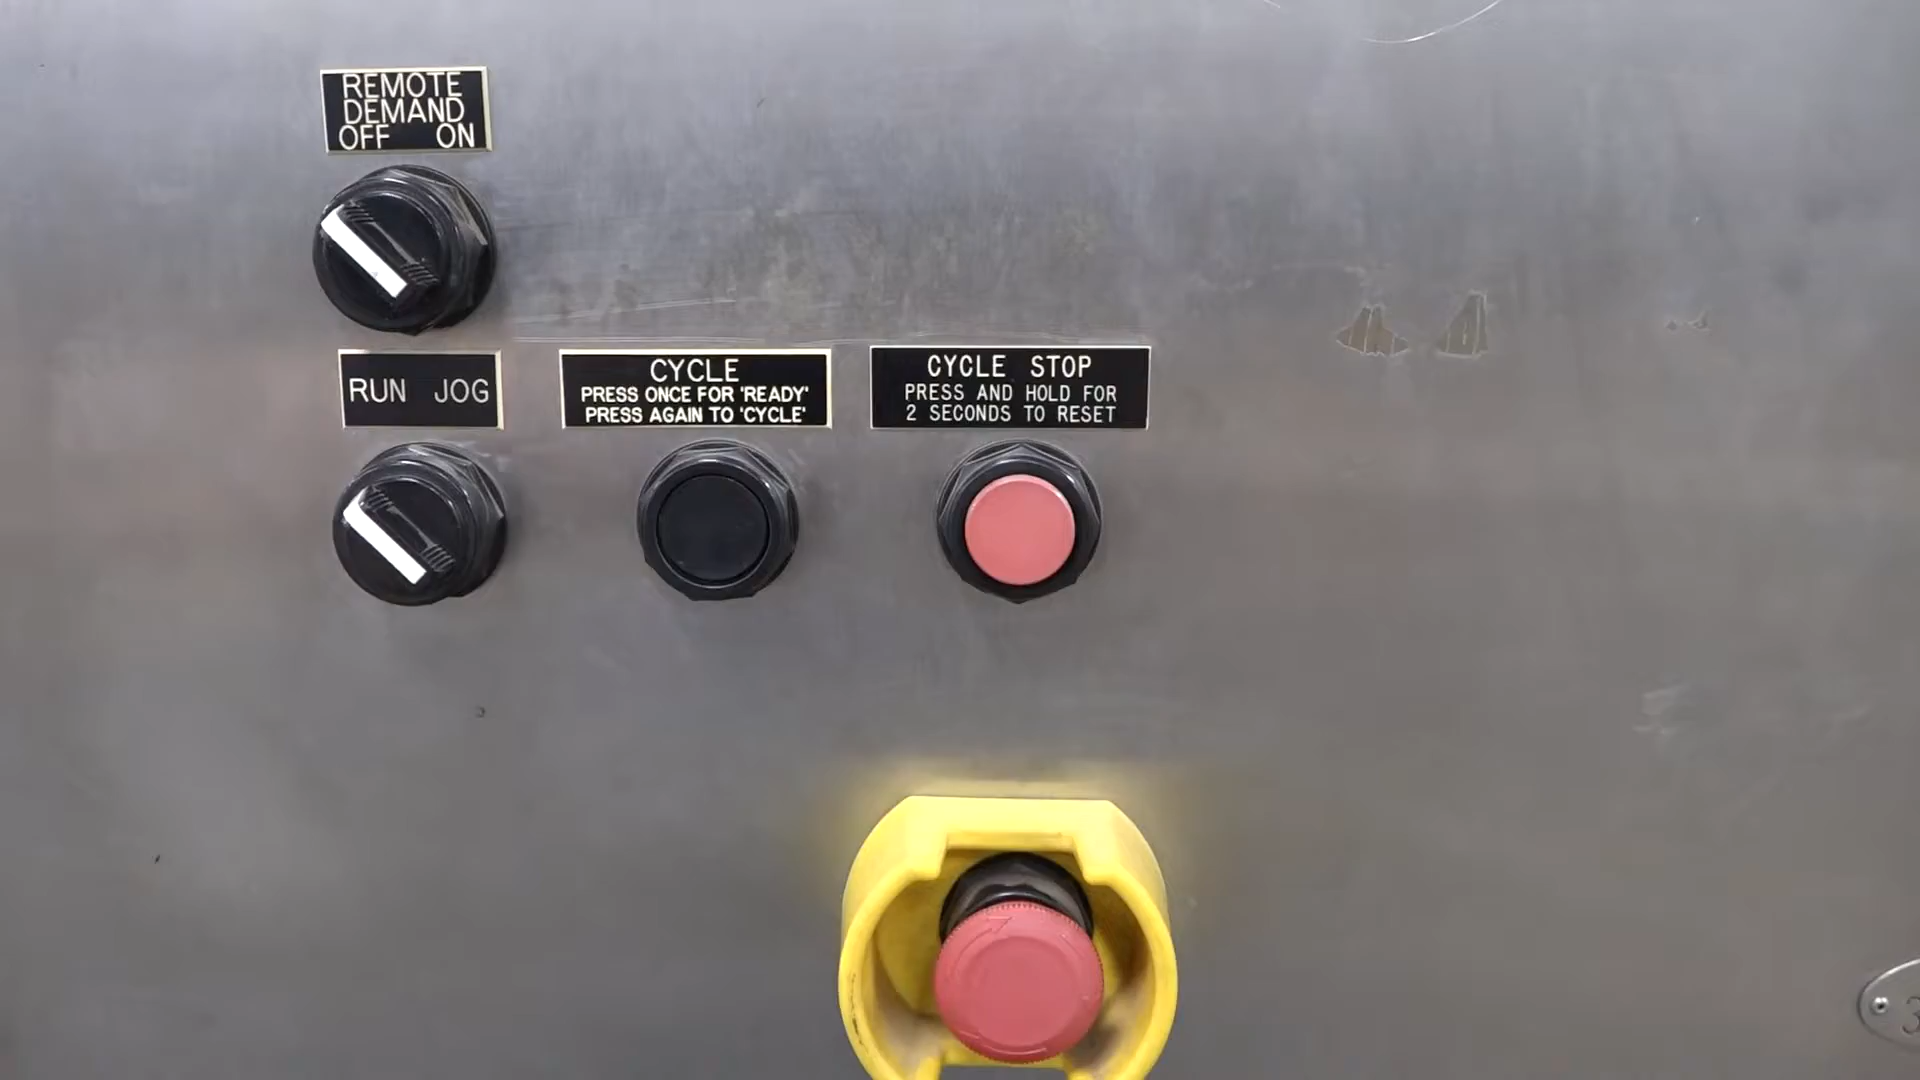 REMOTE
DEMAND
OFF ON
RUN JOG
CYCLE
PRESS ONCE FOR 'READY'
PRESS AGAIN TO 'CYCLE'
CYCLE STOP
PRESS AND HOLD FOR
2 SECONDS TO RESET